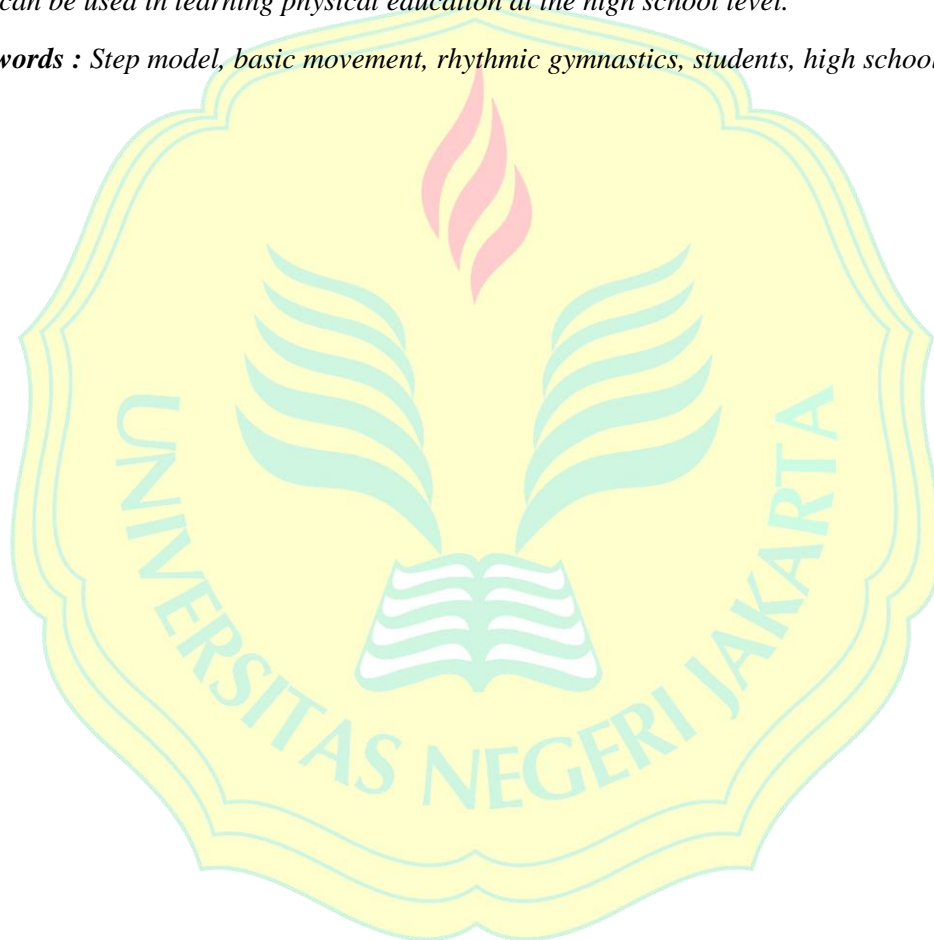 can be used in learning physical education at the high school level.
words : Step model, basic movement, rhythmic gymnastics, students, high school
UNIVERSITAS NEGERI JAKARTA